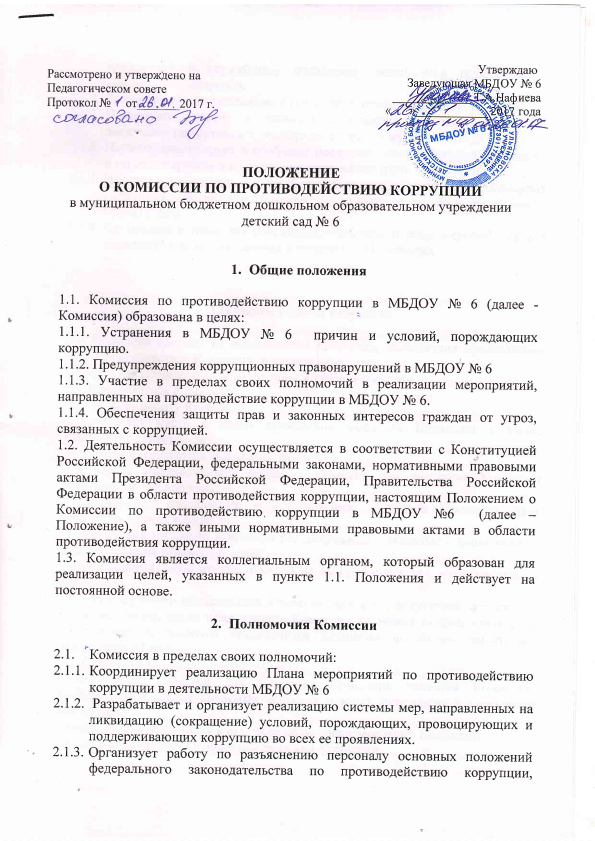 Рассмотрено и утверждено на
Педагогическом совете
Протокол № 1 от 26.01 2017 г.
согласовано
Утверждаю
Заведующая МБДОУ № 6
Нафиева
2017 года
МБДОУ № 6
ПОЛОЖЕНИЕ
О КОМИССИИ ПО ПРОТИВОДЕЙСТВИЮ КОРРУПЦИИ
в муниципальном бюджетном дошкольном образовательном учреждении
детский сад № 6
1. Общие положения
1.1. Комиссия по противодействию коррупции в МБДОУ № 6 (далее -
Комиссия) образована в целях:
1.1.1. Устранения в МБДОУ № 6 причин и условий, порождающих
коррупцию.
1.1.2. Предупреждения коррупционных правонарушений в МБДОУ № 6
1.1.3. Участие в пределах своих полномочий в реализации мероприятий,
направленных на противодействие коррупции в МБДОУ № 6.
1.1.4. Обеспечения защиты прав и законных интересов граждан от угроз,
связанных с коррупцией.
1.2. Деятельность Комиссии осуществляется в соответствии с Конституцией
Российской Федерации, федеральными законами, нормативными правовыми
актами Президента Российской Федерации, Правительства Российской
Федерации в области противодействия коррупции, настоящим Положением о
Комиссии по противодействию коррупции в МБДОУ №6 (далее –
Положение), а также иными нормативными правовыми актами в области
противодействия коррупции.
1.3. Комиссия является коллегиальным органом, который образован для
реализации целей, указанных в пункте 1.1. Положения и действует на
постоянной основе.
2. Полномочия Комиссии
2.1. Комиссия в пределах своих полномочий:
2.1.1. Координирует реализацию Плана мероприятий по противодействию
коррупции в деятельности МБДОУ № 6
2.1.2. Разрабатывает и организует реализацию системы мер, направленных на
ликвидацию (сокращение) условий, порождающих, провоцирующих и
поддерживающих коррупцию во всех ее проявлениях.
2.1.3. Организует работу по разъяснению персоналу основных положений
федерального законодательства по противодействию коррупции,